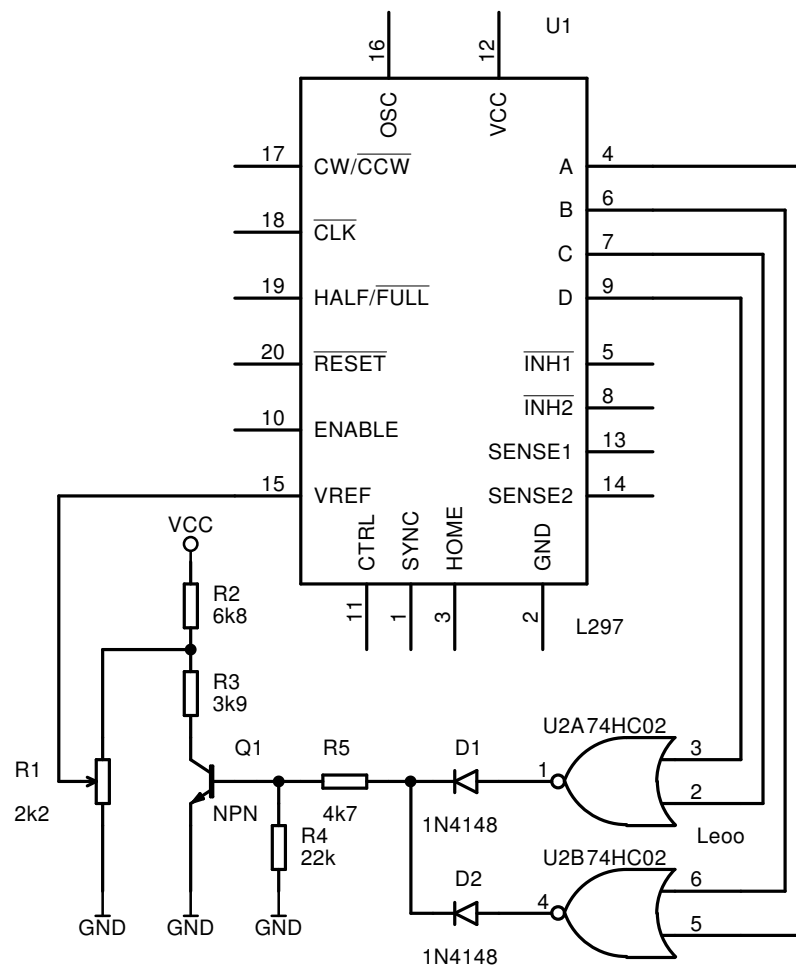 U1
16
12
OSC
VCC
17
CW/CCW
A
4
B
6
18
CLK
C
7
19
HALF/FULL
D
9
20
RESET
INH1
5
INH2
8
10
ENABLE
SENSE1
13
15
VREF
SENSE2
14
CTRL
SYNC
HOME
GND
11
1
3
2
L297
VCC
R2
6k8
R3
3k9
R1
2k2
Q1
NPN
R5
4k7
R4
22k
D1
1N4148
D2
1N4148
U2A74HC02
1
3
2
Leoo
U2B74HC02
4
6
5
GND
GND
GND